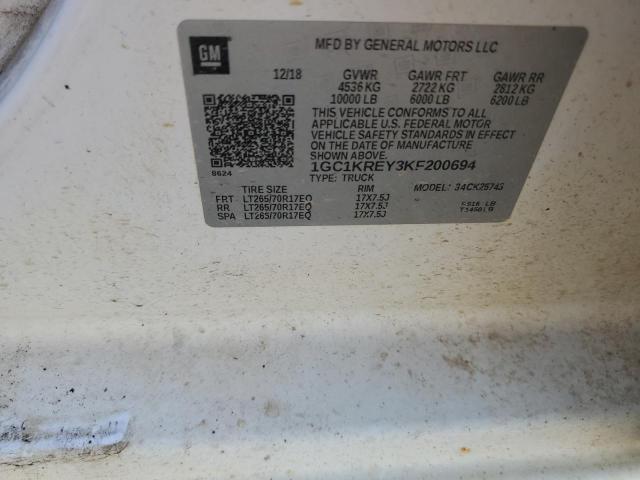 GM
MFD BY GENERAL MOTORS LLC
12/18 GVWR GAWR FRT GAWR RR
4536 KG 2722 KG 2812 KG
10000 LB 6000 LB 6200 LB
THIS VEHICLE CONFORMS TO ALL
APPLICABLE U.S. FEDERAL MOTOR
VEHICLE SAFETY STANDARDS IN EFFECT
ON THE DATE OF MANUFACTURE
SHOWN ABOVE.
8624
1GC1KREY3KF200694
TYPE: TRUCK
MODEL:
TIRE SIZE RIM
FRT LT265/70R17EQ 17X7.5J
RR LT265/70R17EQ 17X7.5J
SPA LT265/70R17EQ 17X7.5J